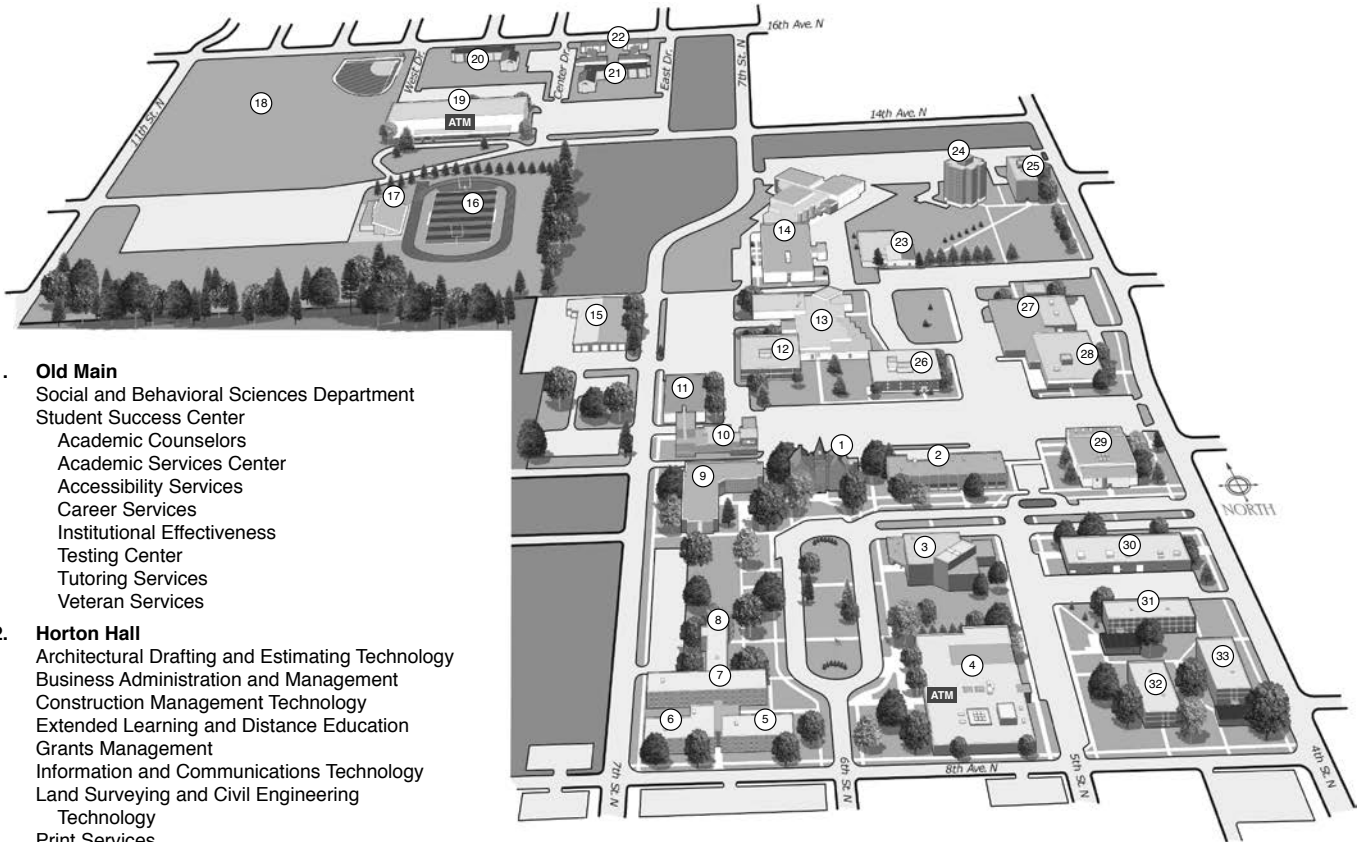 16th Ave. N
22
20
21
West Dr.
Center Dr.
East Dr.
7th St. N
11th St. N
18
19
ATM
14th Ave. N
24
25
17
16
14
23
15
27
13
12
28
26
11
10
1
2
29
9
NORTH
3
30
31
8
4
33
7
32
ATM
6
5
7th St. N
6th St. N
8th Ave. N
5th St. N
4th St. N
. Old Main
Social and Behavioral Sciences Department
Student Success Center
Academic Counselors
Academic Services Center
Accessibility Services
Career Services
Institutional Effectiveness
Testing Center
Tutoring Services
Veteran Services
2. Horton Hall
Architectural Drafting and Estimating Technology
Business Administration and Management
Construction Management Technology
Extended Learning and Distance Education
Grants Management
Information and Communications Technology
Land Surveying and Civil Engineering
Technology
Print Services